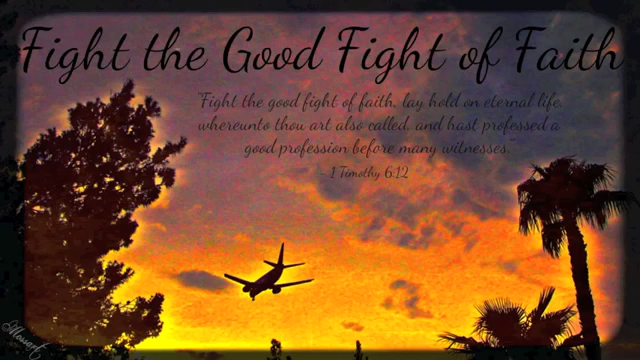 Fight the Good Fight of Faith
"Fight the good fight of faith, lay hold on eternal life,
whereunto thou art also called, and hast professed a
good profession before many witnesses."
~ 1 Timothy 6:12